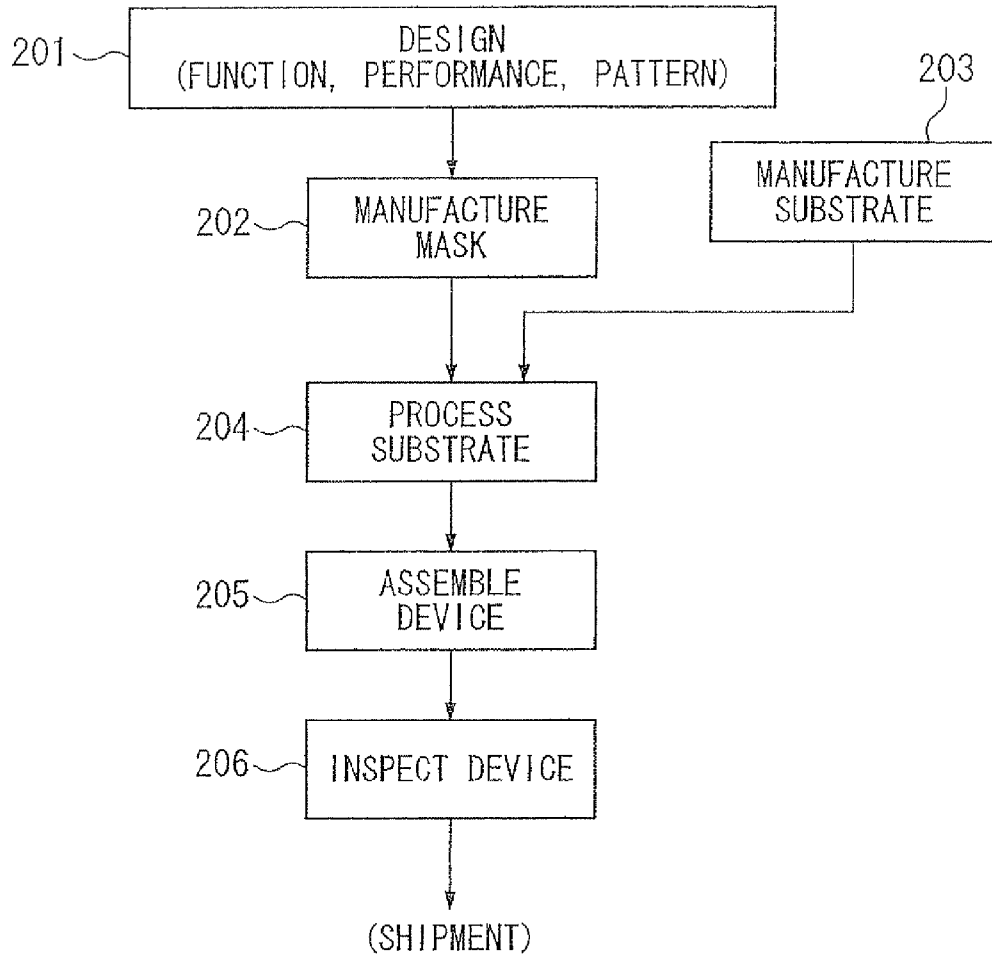 201
DESIGN
(FUNCTION, PERFORMANCE, PATTERN)
203
MANUFACTURE
SUBSTRATE
202
MANUFACTURE
MASK
204
PROCESS
SUBSTRATE
205
ASSEMBLE
DEVICE
206
INSPECT DEVICE
(SHIPMENT)